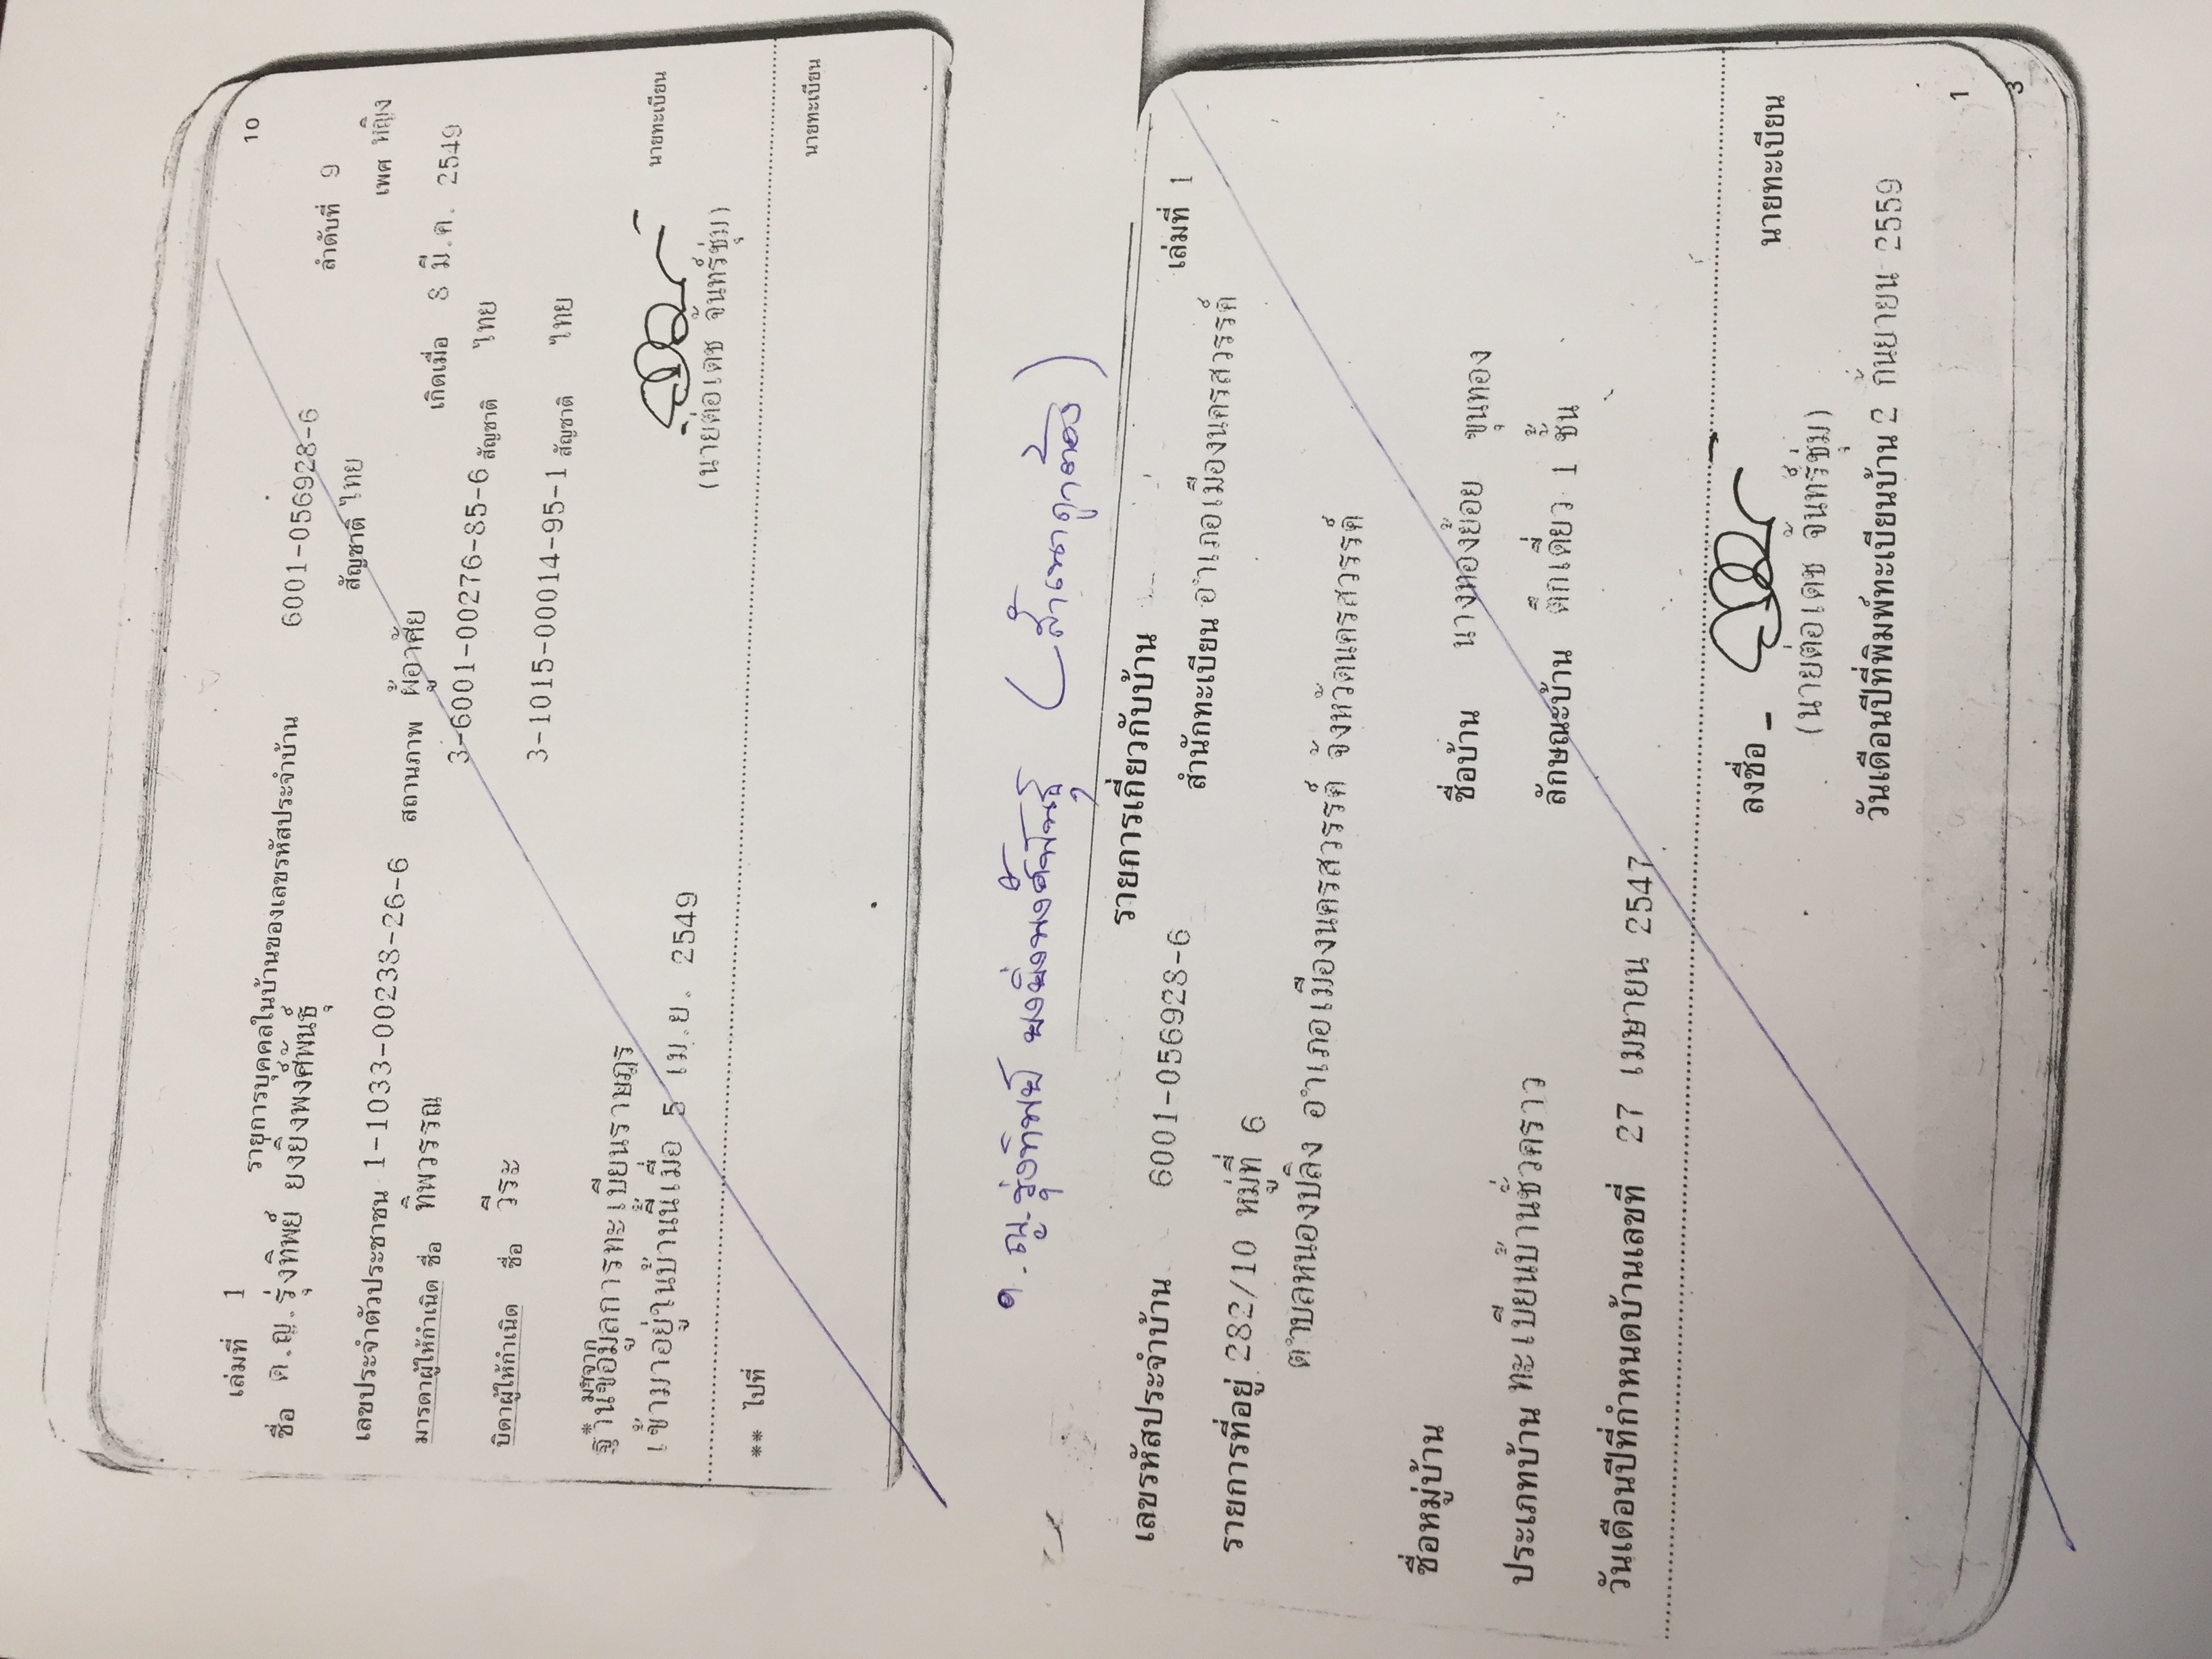 เล่มที่ 1 รายการบุคคลในบ้านของเลขรหัสประจำบ้าน 6001-056928-6 ลำดับที่ 9 10
ชื่อ ด.ญ.รุ่งทิพย์ ยงยิ่งพงศ์พันธุ์ สัญชาติ ไทย เพศ หญิง
เลขประจำตัวประชาชน 1-1033-00238-26-6 สถานภาพ ผู้อาศัย เกิดเมื่อ 8 มี.ค. 2549
มารดาผู้ให้กำเนิด ชื่อ ทิพวรรณ 3-6001-00276-85-6 สัญชาติ ไทย
บิดาผู้ให้กำเนิด ชื่อ วีระ 3-1015-00014-95-1 สัญชาติ ไทย
* มาจาก
ฐานข้อมูลการทะเบียนราษฎร
เข้ามาอยู่ในบ้านนี้เมื่อ 5 เม.ย. 2549 นายทะเบียน
(นายต่อเดช จันทร์ชุ่ม)
** ไปที่
นายทะเบียน
ด.ญ.รุ่งทิพย์ ยงยิ่งพงศ์พันธุ์ (สำเนาถูกต้อง)
รายการเกี่ยวกับบ้าน เล่มที่ 1
เลขรหัสประจำบ้าน 6001-056928-6 สำนักทะเบียน อำเภอเมืองนครสวรรค์
รายการที่อยู่ 282/10 หมู่ที่ 6
ตำบลหนองปลิง อำเภอเมืองนครสวรรค์ จังหวัดนครสวรรค์
ชื่อหมู่บ้าน ชื่อบ้าน นางทองย้อย ขุนทอง
ประเภทบ้าน ทะเบียนบ้านชั่วคราว ลักษณะบ้าน ตึกเดี่ยว 1 ชั้น
วันเดือนปีที่กำหนดบ้านเลขที่ 27 เมษายน 2547
ลงชื่อ นายทะเบียน
(นายต่อเดช จันทร์ชุ่ม)
วันเดือนปีที่พิมพ์ทะเบียนบ้าน 2 กันยายน 2559
1
3